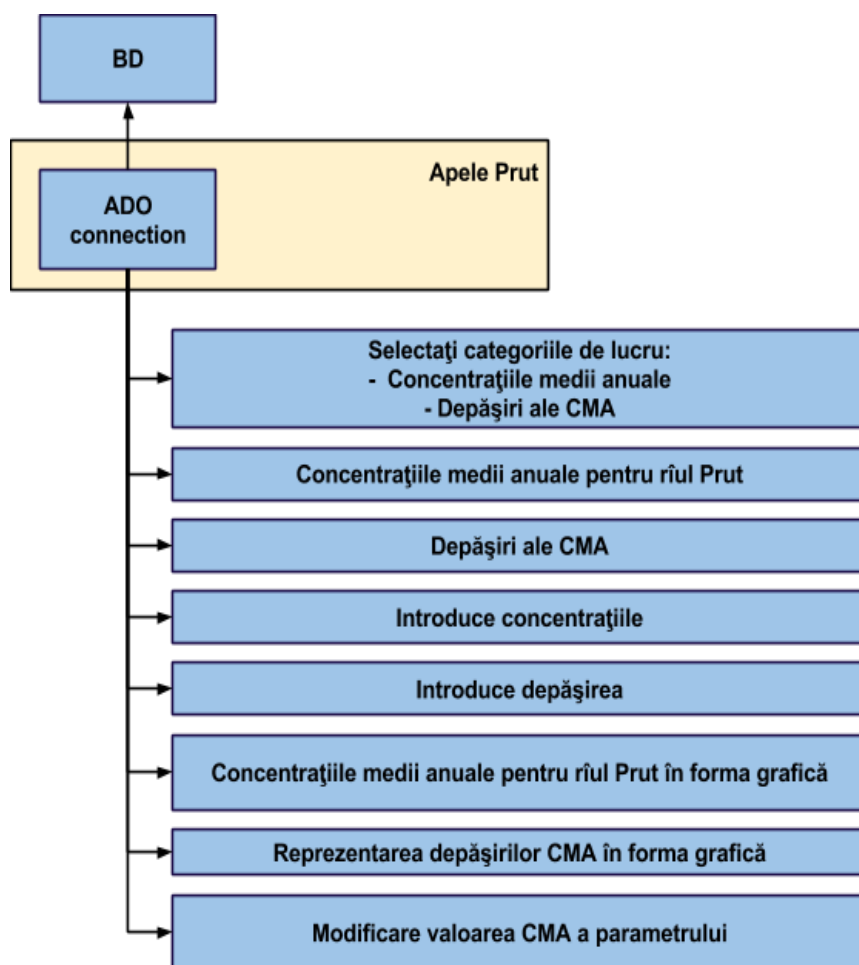 BD
Apele Prut
ADO
connection
Selectaţi categoriile de lucru:
- Concentraţiile medii anuale
- Depăşiri ale CMA
Concentraţiile medii anuale pentru rîul Prut
Depăşiri ale CMA
Introduce concentraţiile
Introduce depăşirea
Concentraţiile medii anuale pentru rîul Prut în forma grafică
Reprezentarea depăşirilor CMA în forma grafică
Modificare valoarea CMA a parametrului